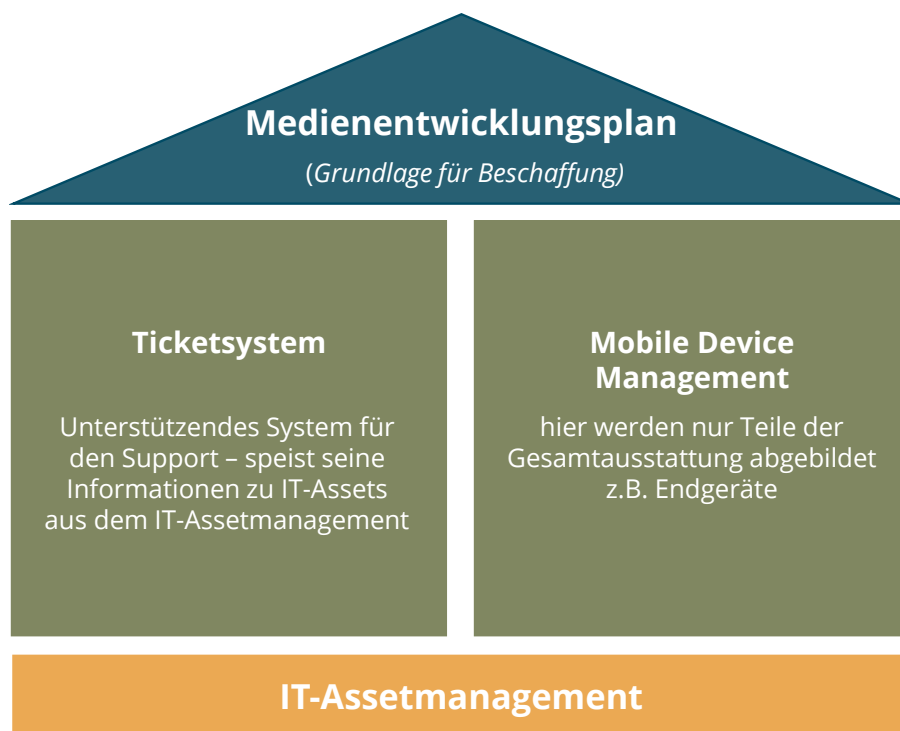 Medienentwicklungsplan
(Grundlage für Beschaffung)
Ticketsystem
Unterstützendes System für
den Support – speist seine
Informationen zu IT-Assets
aus dem IT-Assetmanagement
Mobile Device
Management
hier werden nur Teile der
Gesamtausstattung abgebildet
z.B. Endgeräte
IT-Assetmanagement